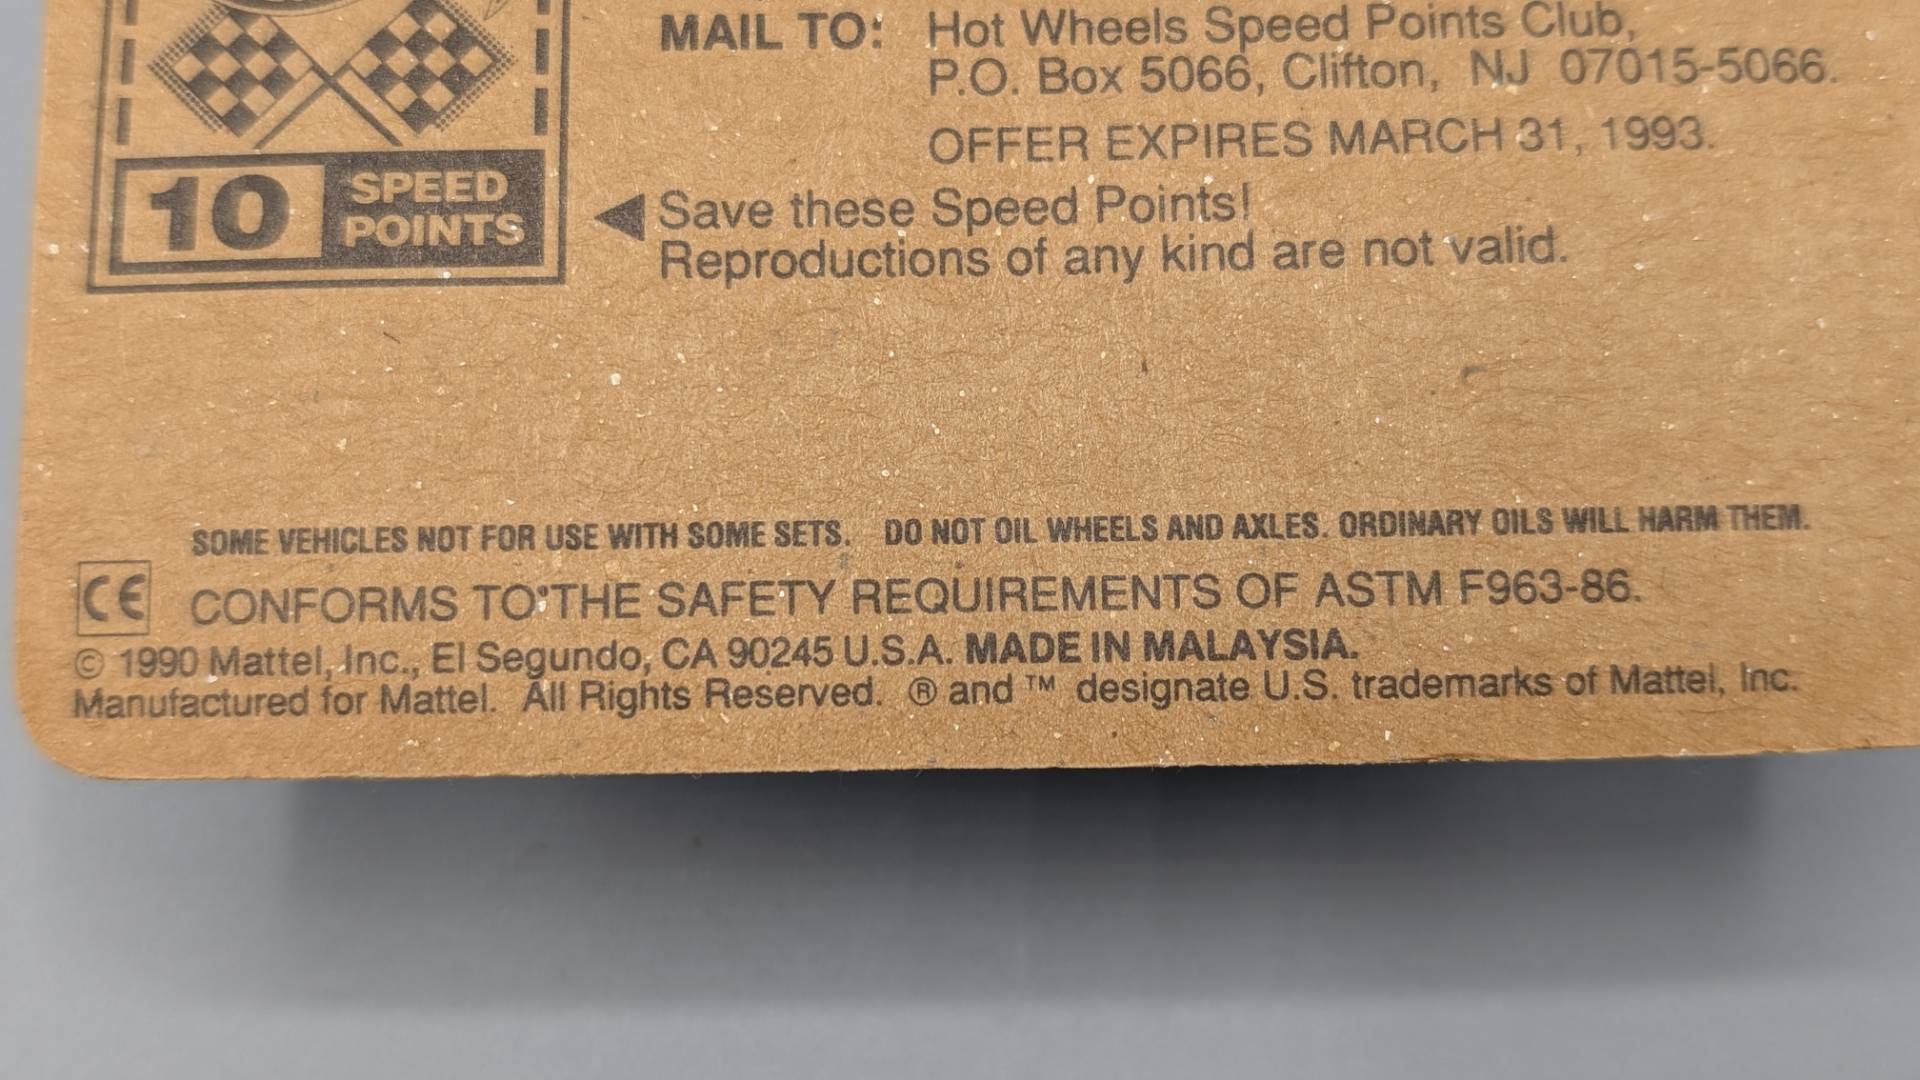 MAIL TO: Hot Wheels Speed Points Club,
P.O. Box 5066, Clifton, NJ 07015-5066.
OFFER EXPIRES MARCH 31, 1993.
10 SPEED
POINTS
◀ Save these Speed Points!
Reproductions of any kind are not valid.
SOME VEHICLES NOT FOR USE WITH SOME SETS. DO NOT OIL WHEELS AND AXLES. ORDINARY OILS WILL HARM THEM.
CE CONFORMS TO THE SAFETY REQUIREMENTS OF ASTM F963-86.
© 1990 Mattel, Inc., El Segundo, CA 90245 U.S.A. MADE IN MALAYSIA.
Manufactured for Mattel. All Rights Reserved. ® and ™ designate U.S. trademarks of Mattel, Inc.